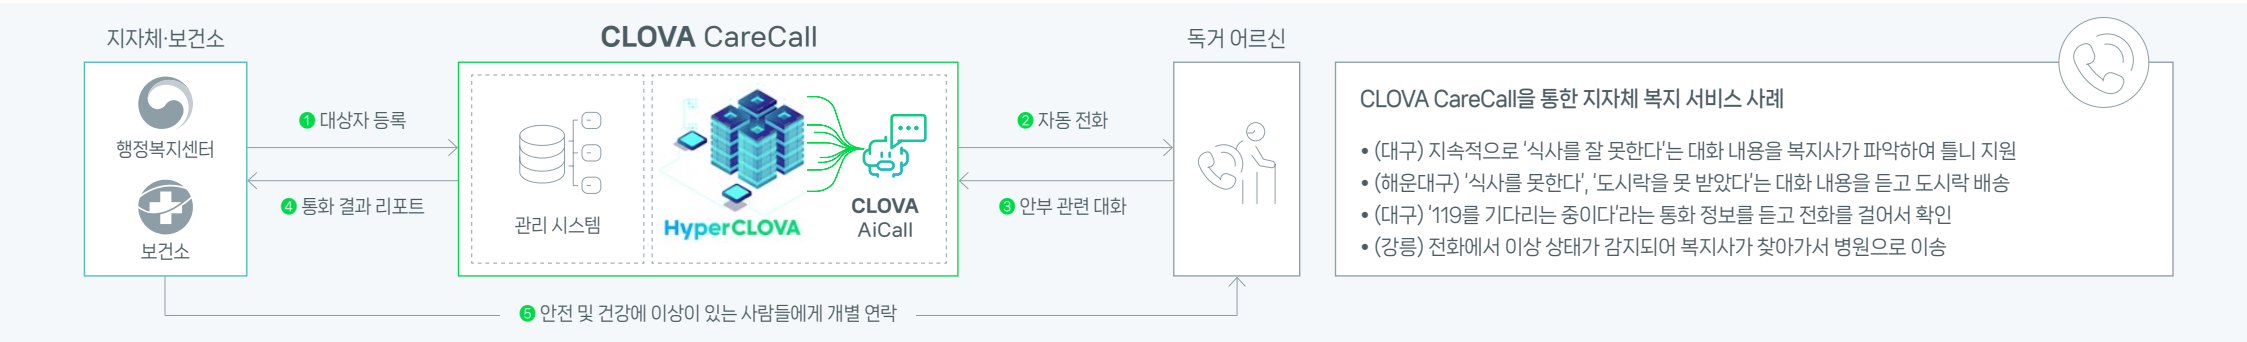 지자체·보건소
행정복지센터
보건소
❶ 대상자 등록
❹ 통화 결과 리포트
CLOVA CareCall
관리 시스템
HyperCLOVA
CLOVA
AiCall
❷ 자동 전화
❸ 안부 관련 대화
독거 어르신
❺ 안전 및 건강에 이상이 있는 사람들에게 개별 연락
CLOVA CareCall을 통한 지자체 복지 서비스 사례
• (대구) 지속적으로 '식사를 잘 못한다'는 대화 내용을 복지사가 파악하여 틀니 지원
• (해운대구) '식사를 못한다', '도시락을 못 받았다'는 대화 내용을 듣고 도시락 배송
• (대구) '119를 기다리는 중이다'라는 통화 정보를 듣고 전화를 걸어서 확인
• (강릉) 전화에서 이상 상태가 감지되어 복지사가 찾아가서 병원으로 이송